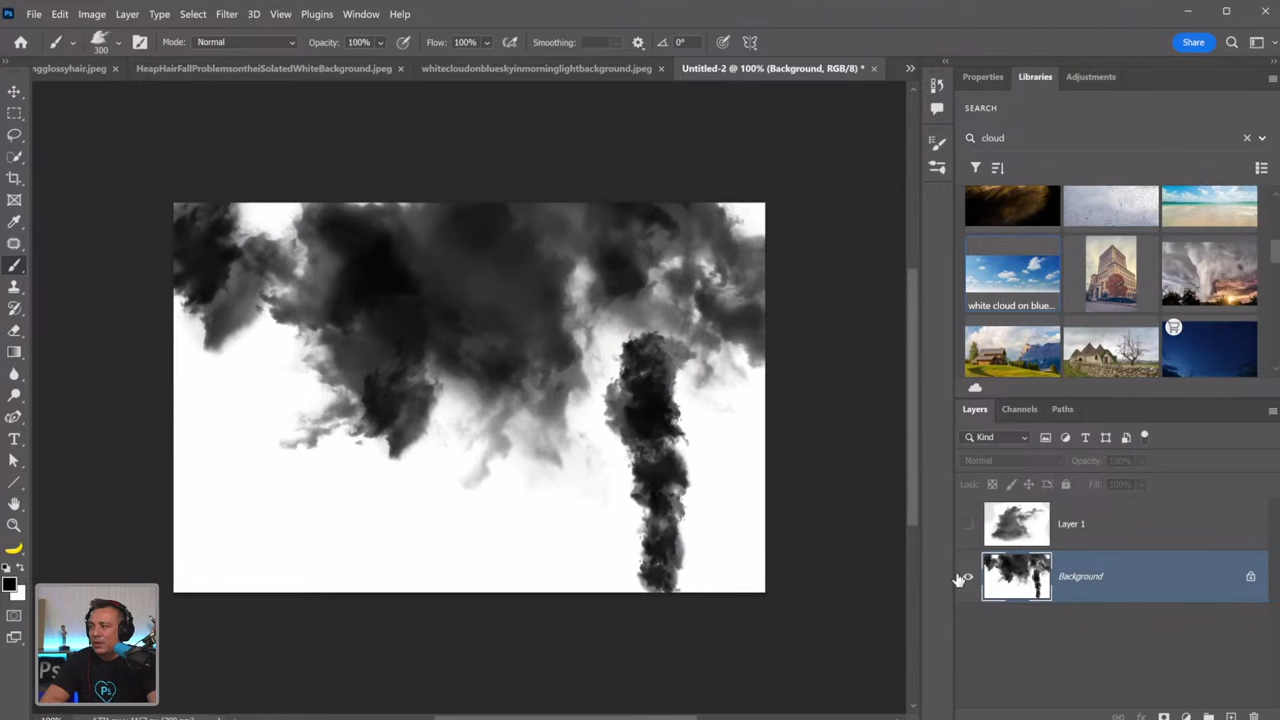 Ps File Edit Image Layer Type Select Filter 3D View Plugins Window Help
300 Mode: Normal Opacity: 100% Flow: 100% Smoothing: 0° Share
ngglossyhair.jpeg × HeapHairFallProblemsontheiSolatedWhiteBackground.jpeg × whitecloudonblueskyinmorninglightbackground.jpeg × Untitled-2 @ 100% (Background, RGB/8) * ×
Properties Libraries Adjustments
SEARCH
cloud
white cloud on blue...
Layers Channels Paths
Kind
Normal Opacity: 100%
Lock: Fill: 100%
Layer 1
Background
Ps
Ps
100%